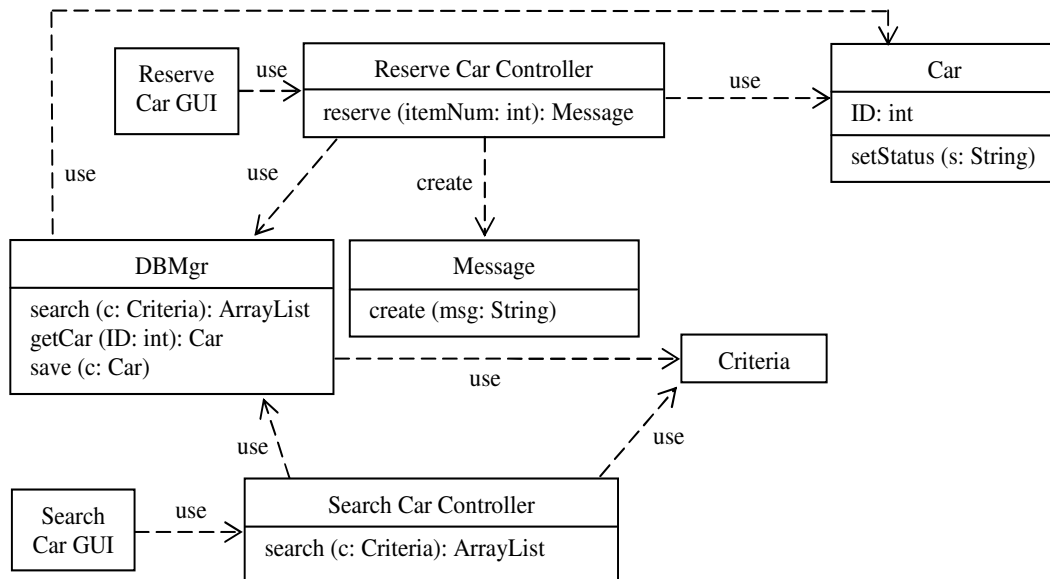 Reserve
Car GUI
use
Reserve Car Controller
reserve (itemNum: int): Message
use
Car
ID: int
setStatus (s: String)
use
use
create
DBMgr
search (c: Criteria): ArrayList
getCar (ID: int): Car
save (c: Car)
Message
create (msg: String)
use
Criteria
use
use
Search
Car GUI
use
Search Car Controller
search (c: Criteria): ArrayList